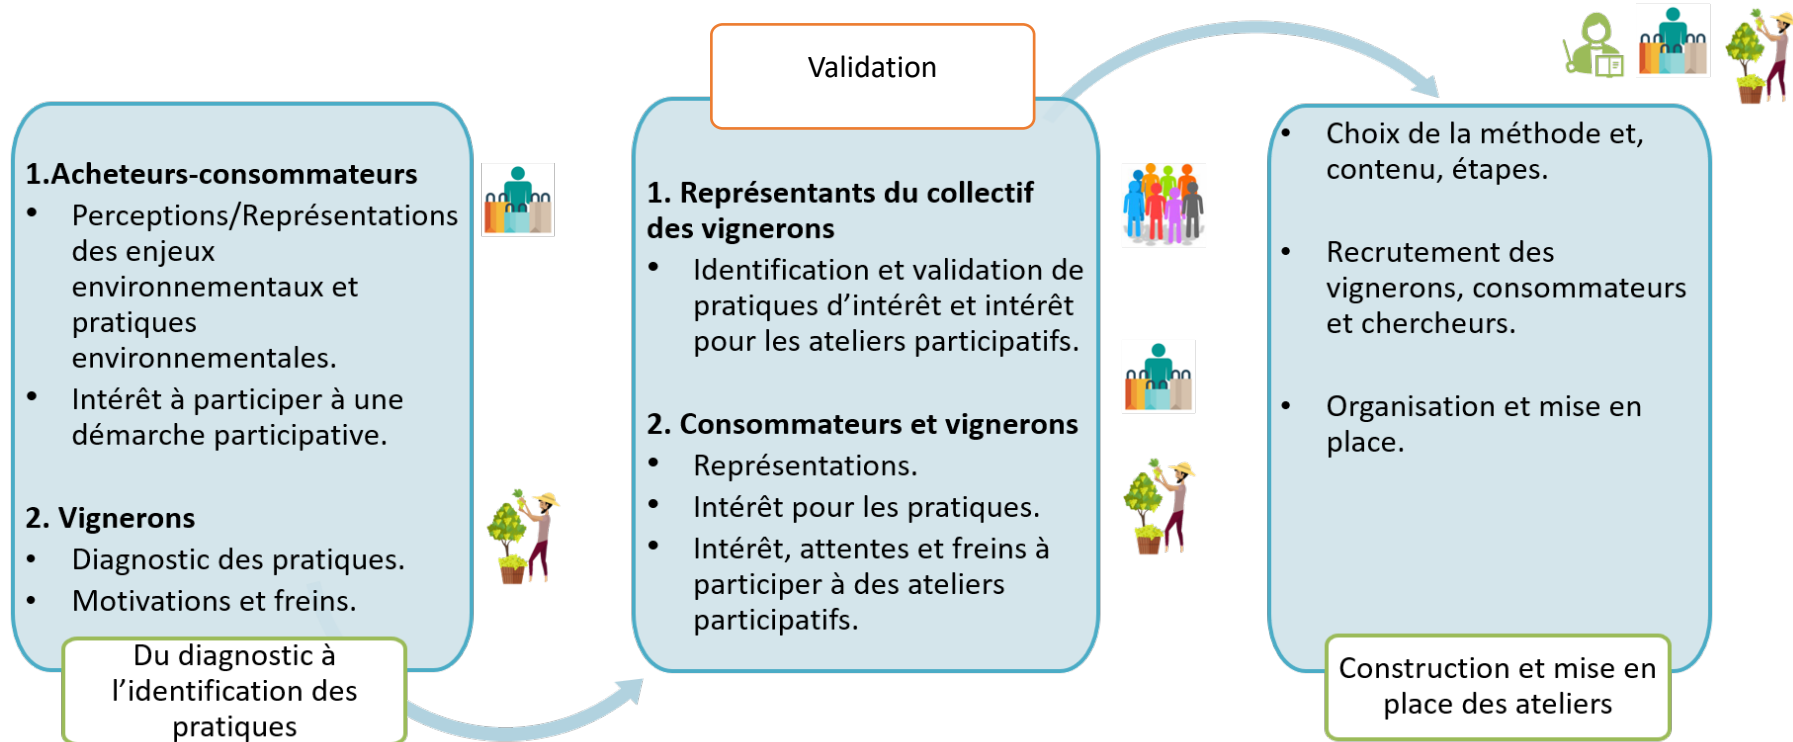 1.Acheteurs-consommateurs
• Perceptions/Représentations
des enjeux
environnementaux et
pratiques
environnementales.
• Intérêt à participer à une
démarche participative.
2. Vignerons
• Diagnostic des pratiques.
• Motivations et freins.
Du diagnostic à
l’identification des
pratiques
Validation
1. Représentants du collectif
des vignerons
• Identification et validation de
pratiques d’intérêt et intérêt
pour les ateliers participatifs.
2. Consommateurs et vignerons
• Représentations.
• Intérêt pour les pratiques.
• Intérêt, attentes et freins à
participer à des ateliers
participatifs.
• Choix de la méthode et,
contenu, étapes.
• Recrutement des
vignerons, consommateurs
et chercheurs.
• Organisation et mise en
place.
Construction et mise en
place des ateliers